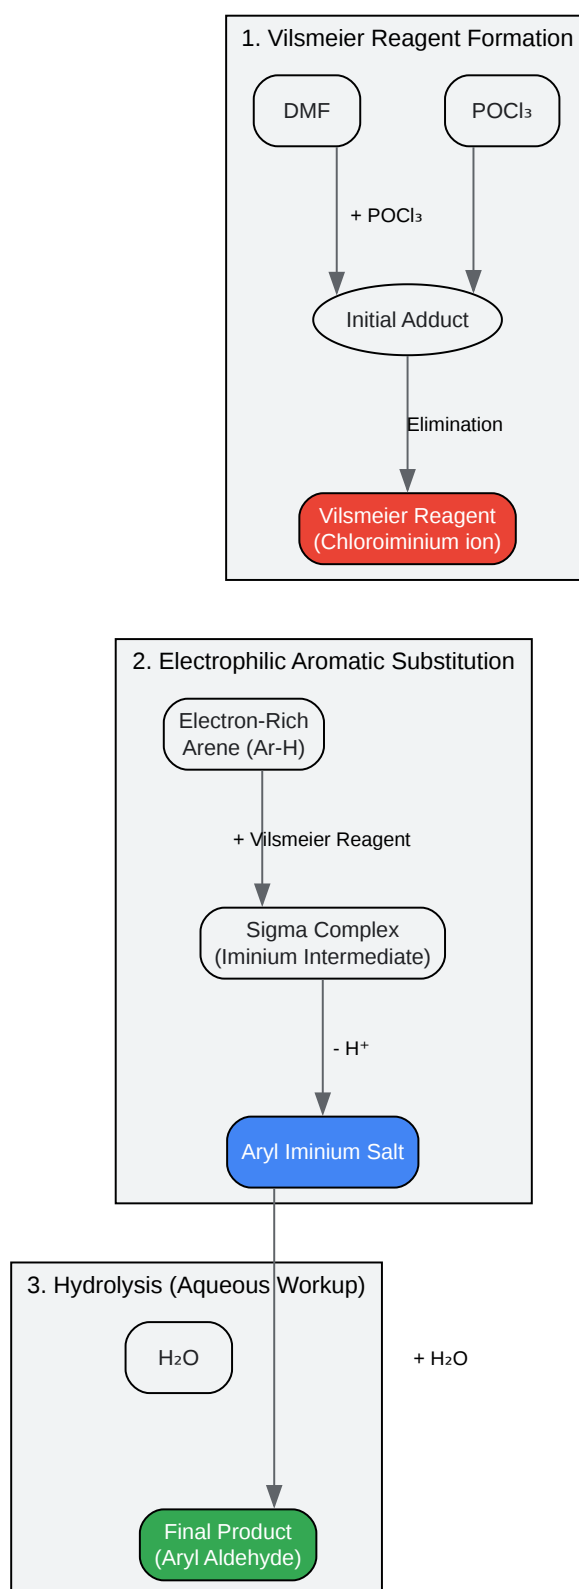 1. Vilsmeier Reagent Formation
DMF
POCl₃
+ POCl₃
Initial Adduct
Elimination
Vilsmeier Reagent
(Chloroiminium ion)
2. Electrophilic Aromatic Substitution
Electron-Rich
Arene (Ar-H)
+ Vilsmeier Reagent
Sigma Complex
(Iminium Intermediate)
- H⁺
Aryl Iminium Salt
3. Hydrolysis (Aqueous Workup)
H₂O
+ H₂O
Final Product
(Aryl Aldehyde)